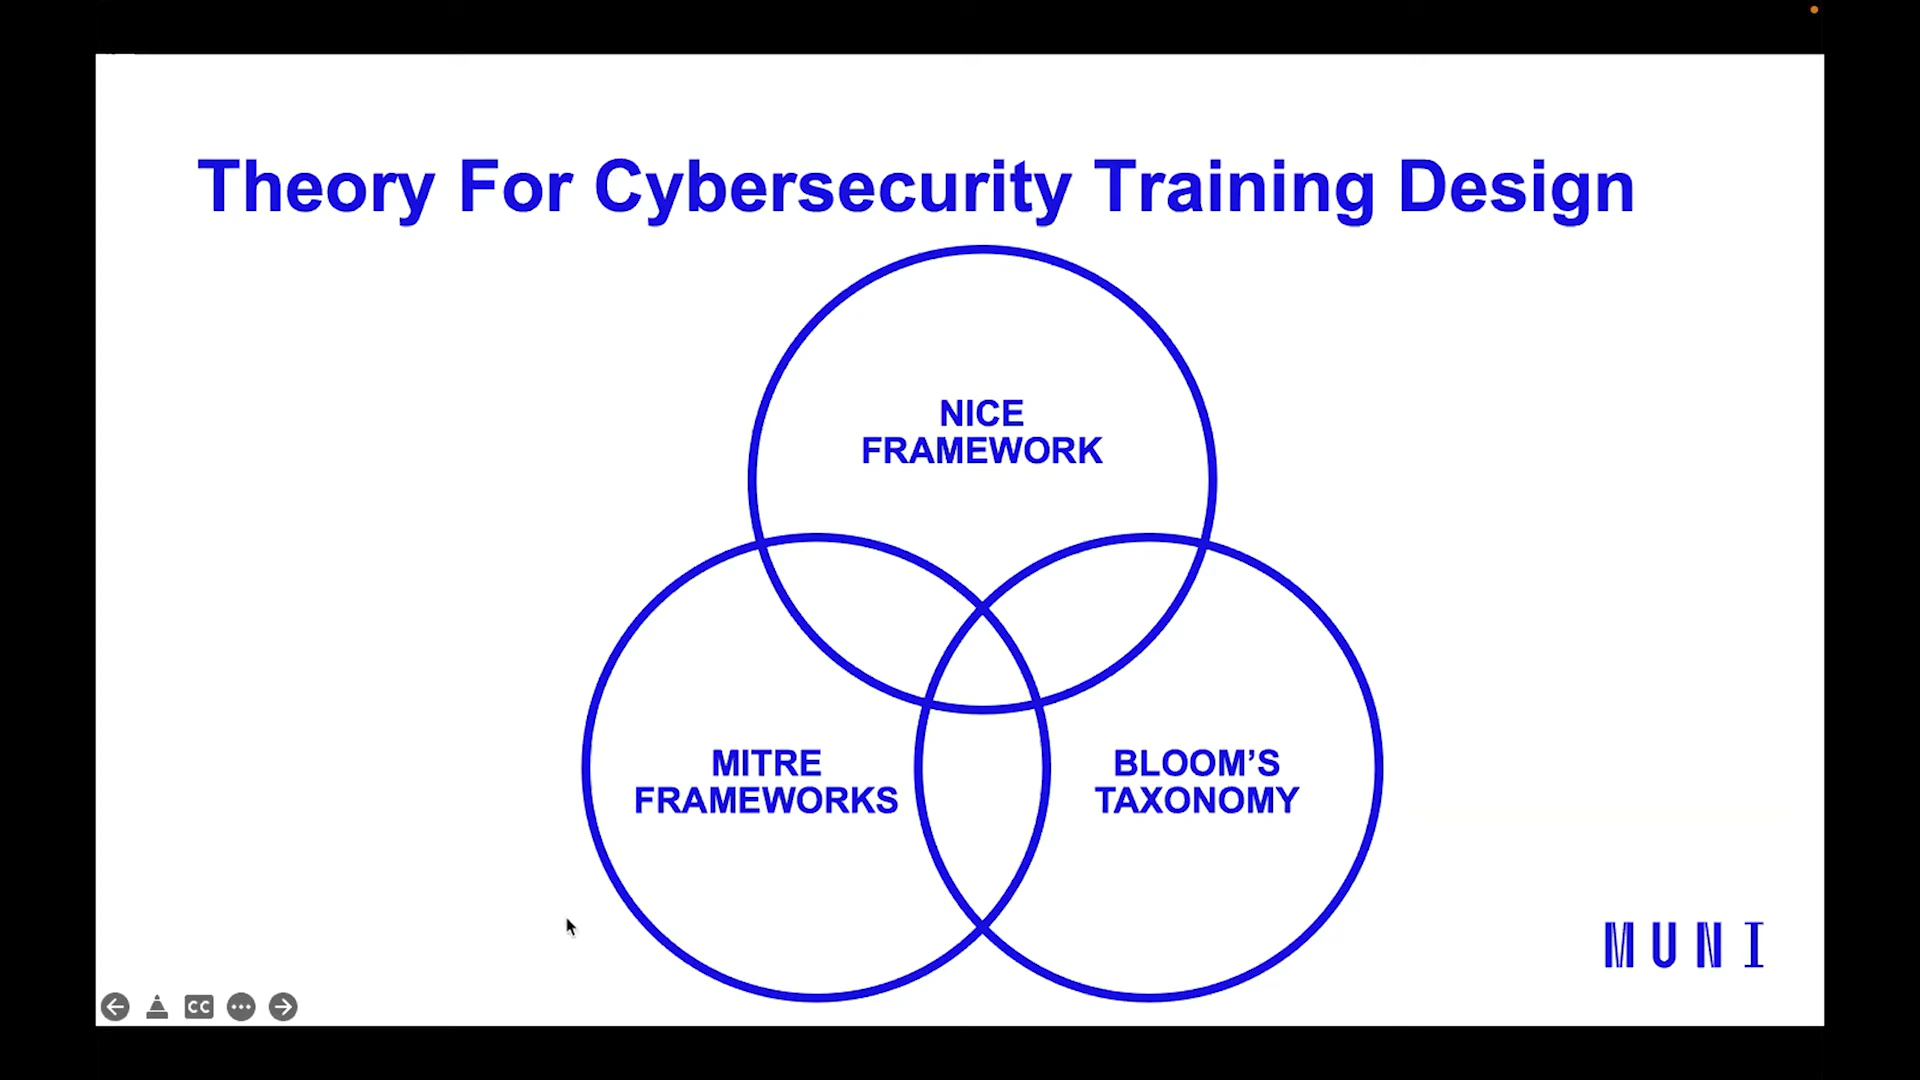 Theory For Cybersecurity Training Design
NICE
FRAMEWORK
MITRE
FRAMEWORKS
BLOOM’S
TAXONOMY
MUNI
CC